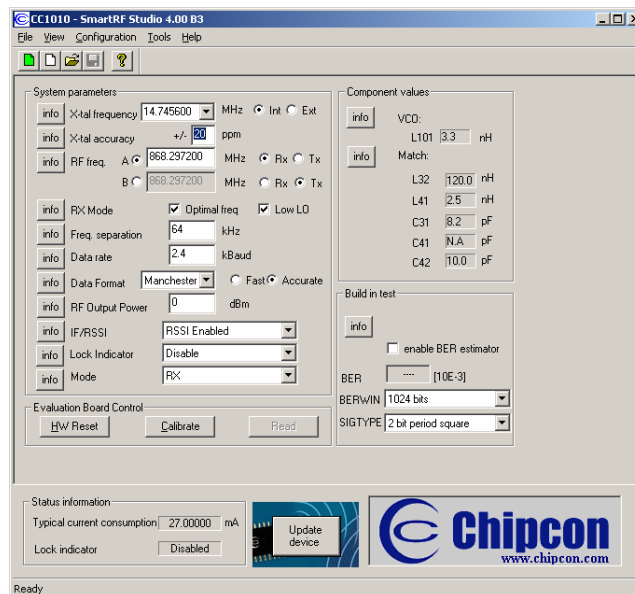 CC1010 - SmartRF Studio 4.00 B3
File View Configuration Tools Help
System parameters
info X-tal frequency 14.745600 MHz Int Ext
info X-tal accuracy +/- 20 ppm
info RF freq. A 868.297200 MHz Rx Tx
B 868.297200 MHz Rx Tx
info RX Mode Optimal freq Low LO
info Freq. separation 64 kHz
info Data rate 2.4 kBaud
info Data Format Manchester Fast Accurate
info RF Output Power 0 dBm
info IF/RSSI RSSI Enabled
info Lock Indicator Disable
info Mode RX
Evaluation Board Control
HW Reset Calibrate Read
Component values
info VCO:
L101 3.3 nH
info Match:
L32 120.0 nH
L41 2.5 nH
C31 8.2 pF
C41 N.A pF
C42 10.0 pF
Build in test
info
enable BER estimator
BER ---- [10E-3]
BERWIN 1024 bits
SIGTYPE 2 bit period square
Status information
Typical current consumption 27.00000 mA
Lock indicator Disabled
Update
device
Chipcon
www.chipcon.com
Ready